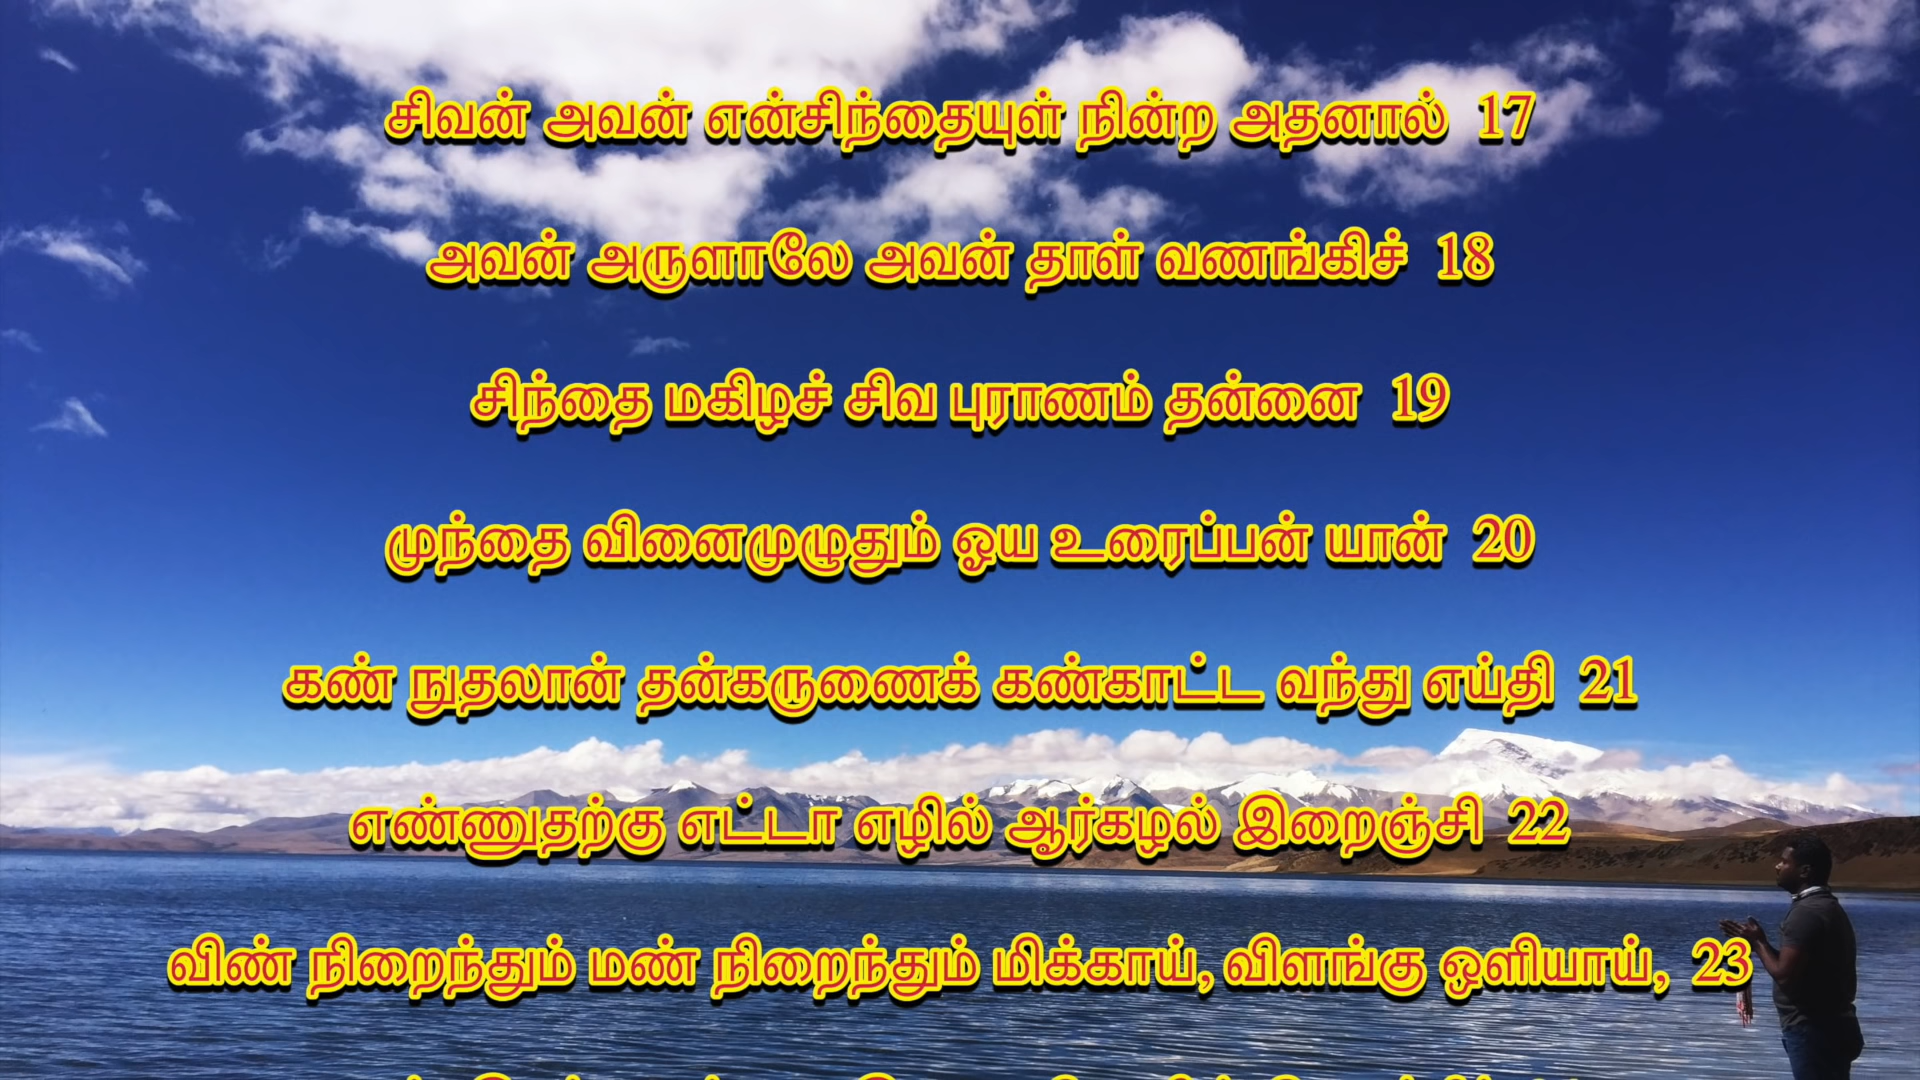 சிவன் அவன் என்சிந்தையுள் நின்ற அதனால் 17
அவன் அருளாலே அவன் தாள் வணங்கிச் 18
சிந்தை மகிழச் சிவ புராணம் தன்னை 19
முந்தை வினைமுழுதும் ஓய உரைப்பன் யான் 20
கண் நுதலான் தன்கருணைக் கண்காட்ட வந்து எய்தி 21
எண்ணுதற்கு எட்டா எழில் ஆர்கழல் இறைஞ்சி 22
விண் நிறைந்தும் மண் நிறைந்தும் மிக்காய், விளங்கு ஒளியாய், 23